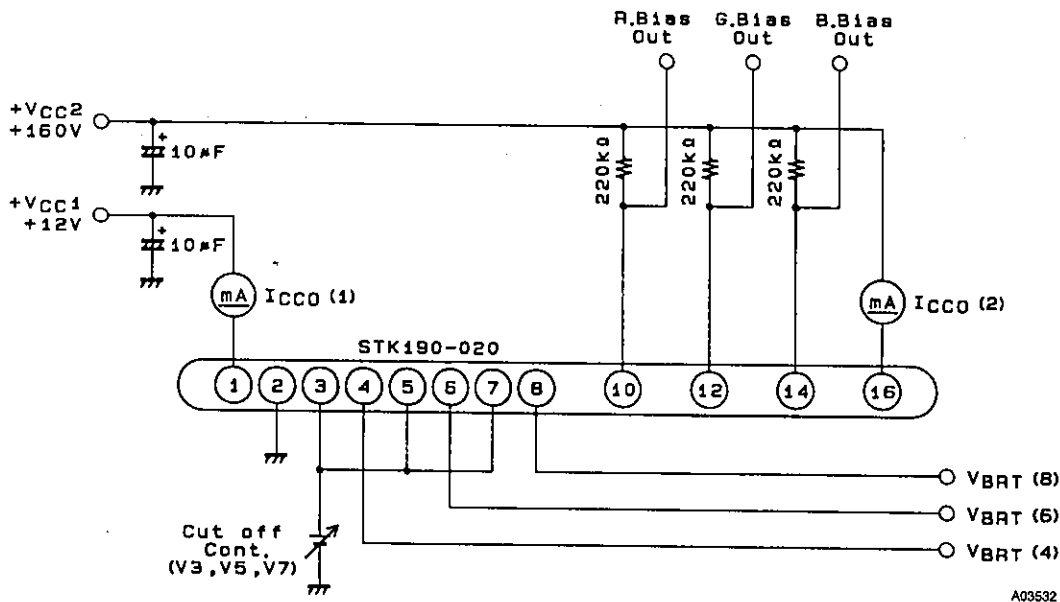 R.Bias Out
G.Bias Out
B.Bias Out
+VCC2
+160V
10µF
220kΩ
220kΩ
220kΩ
+VCC1
+12V
10µF
mA
ICCO (1)
mA
ICCO (2)
STK190-020
1 2 3 4 5 6 7 8 10 12 14 16
VBRT (8)
VBRT (6)
VBRT (4)
Cut off
Cont.
(V3,V5,V7)
A03532